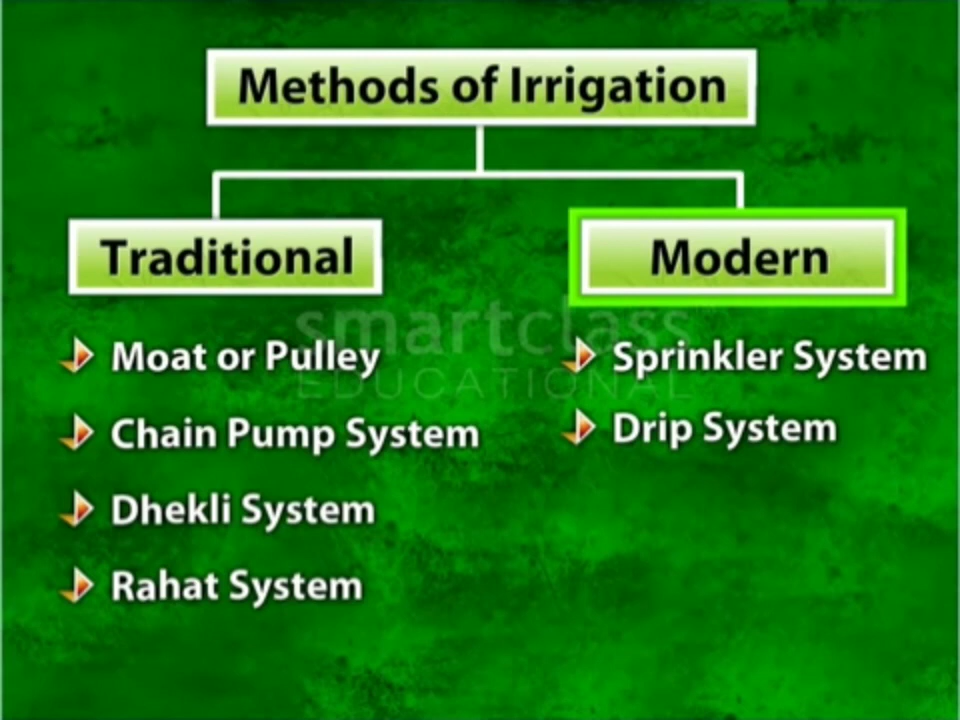 Methods of Irrigation
Traditional
Moat or Pulley
Chain Pump System
Dhekli System
Rahat System
Modern
Sprinkler System
Drip System
smartclass
EDUCATIONAL